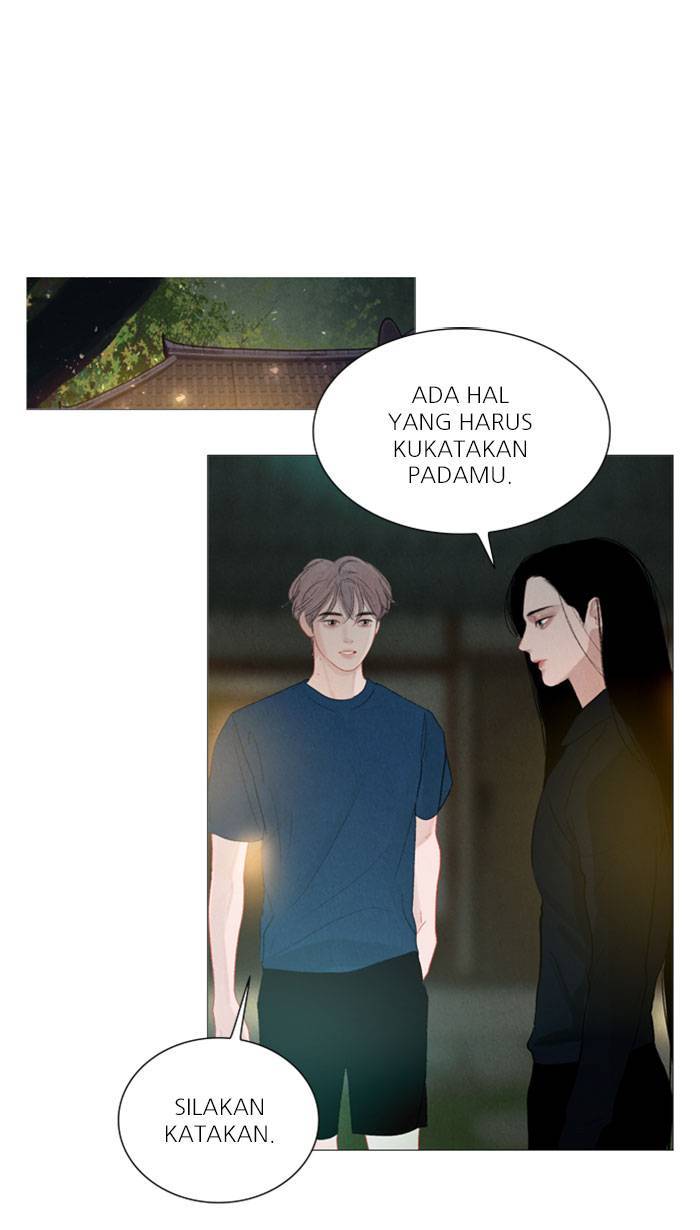 ADA HAL
YANG HARUS
KUKATAKAN
PADAMU.
SILAKAN
KATAKAN.